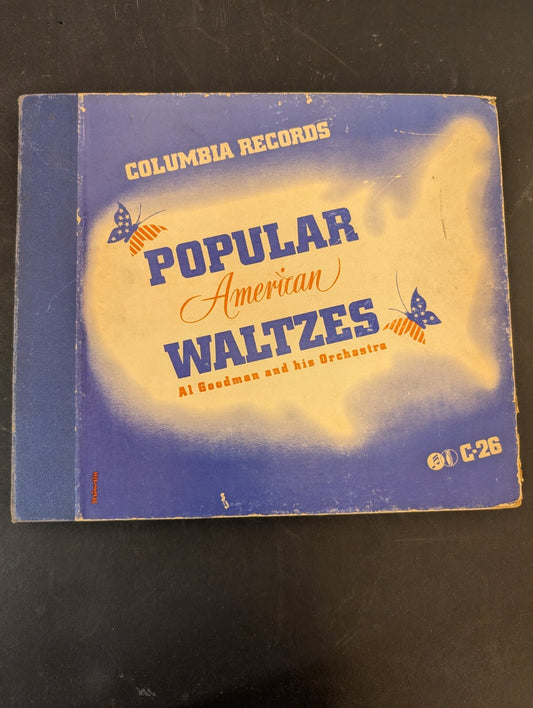 COLUMBIA RECORDS
POPULAR
American
WALTZES
Al Goodman and his Orchestra
C-26